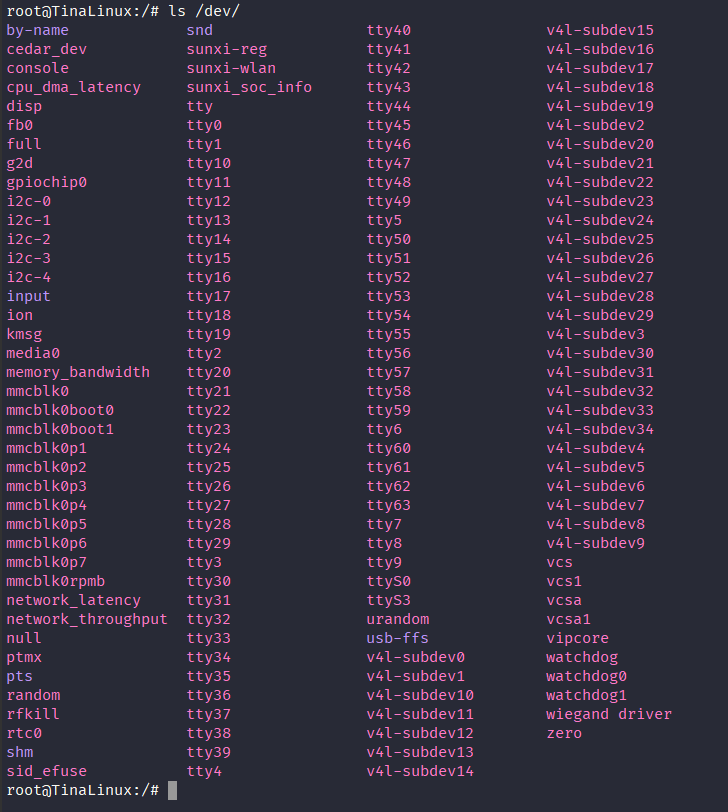 root@TinaLinux:/# ls /dev/
by-name snd tty40 v4l-subdev15
cedar_dev sunxi-reg tty41 v4l-subdev16
console sunxi-wlan tty42 v4l-subdev17
cpu_dma_latency sunxi_soc_info tty43 v4l-subdev18
disp tty tty44 v4l-subdev19
fb0 tty0 tty45 v4l-subdev2
full tty1 tty46 v4l-subdev20
g2d tty10 tty47 v4l-subdev21
gpiochip0 tty11 tty48 v4l-subdev22
i2c-0 tty12 tty49 v4l-subdev23
i2c-1 tty13 tty5 v4l-subdev24
i2c-2 tty14 tty50 v4l-subdev25
i2c-3 tty15 tty51 v4l-subdev26
i2c-4 tty16 tty52 v4l-subdev27
input tty17 tty53 v4l-subdev28
ion tty18 tty54 v4l-subdev29
kmsg tty19 tty55 v4l-subdev3
media0 tty2 tty56 v4l-subdev30
memory_bandwidth tty20 tty57 v4l-subdev31
mmcblk0 tty21 tty58 v4l-subdev32
mmcblk0boot0 tty22 tty59 v4l-subdev33
mmcblk0boot1 tty23 tty6 v4l-subdev34
mmcblk0p1 tty24 tty60 v4l-subdev4
mmcblk0p2 tty25 tty61 v4l-subdev5
mmcblk0p3 tty26 tty62 v4l-subdev6
mmcblk0p4 tty27 tty63 v4l-subdev7
mmcblk0p5 tty28 tty7 v4l-subdev8
mmcblk0p6 tty29 tty8 v4l-subdev9
mmcblk0p7 tty3 tty9 vcs
mmcblk0rpmb tty30 ttyS0 vcs1
network_latency tty31 ttyS3 vcsa
network_throughput tty32 urandom vcsa1
null tty33 usb-ffs vipcore
ptmx tty34 v4l-subdev0 watchdog
pts tty35 v4l-subdev1 watchdog0
random tty36 v4l-subdev10 watchdog1
rfkill tty37 v4l-subdev11 wiegand driver
rtc0 tty38 v4l-subdev12 zero
shm tty39 v4l-subdev13
sid_efuse tty4 v4l-subdev14
root@TinaLinux:/#